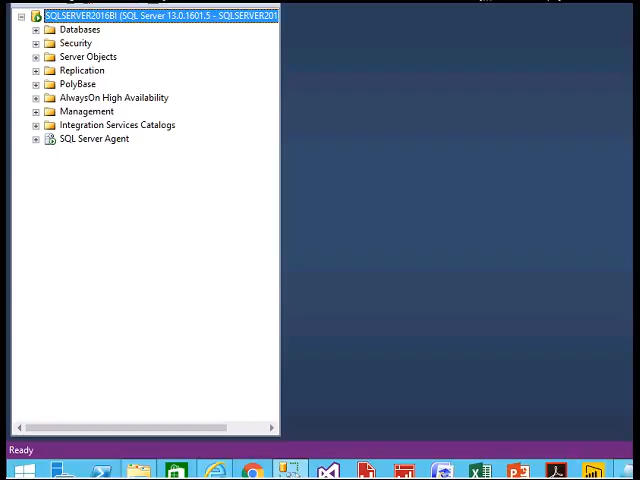 SQLSERVER2016BI (SQL Server 13.0.1601.5 - SQLSERVER201
Databases
Security
Server Objects
Replication
PolyBase
AlwaysOn High Availability
Management
Integration Services Catalogs
SQL Server Agent
Ready